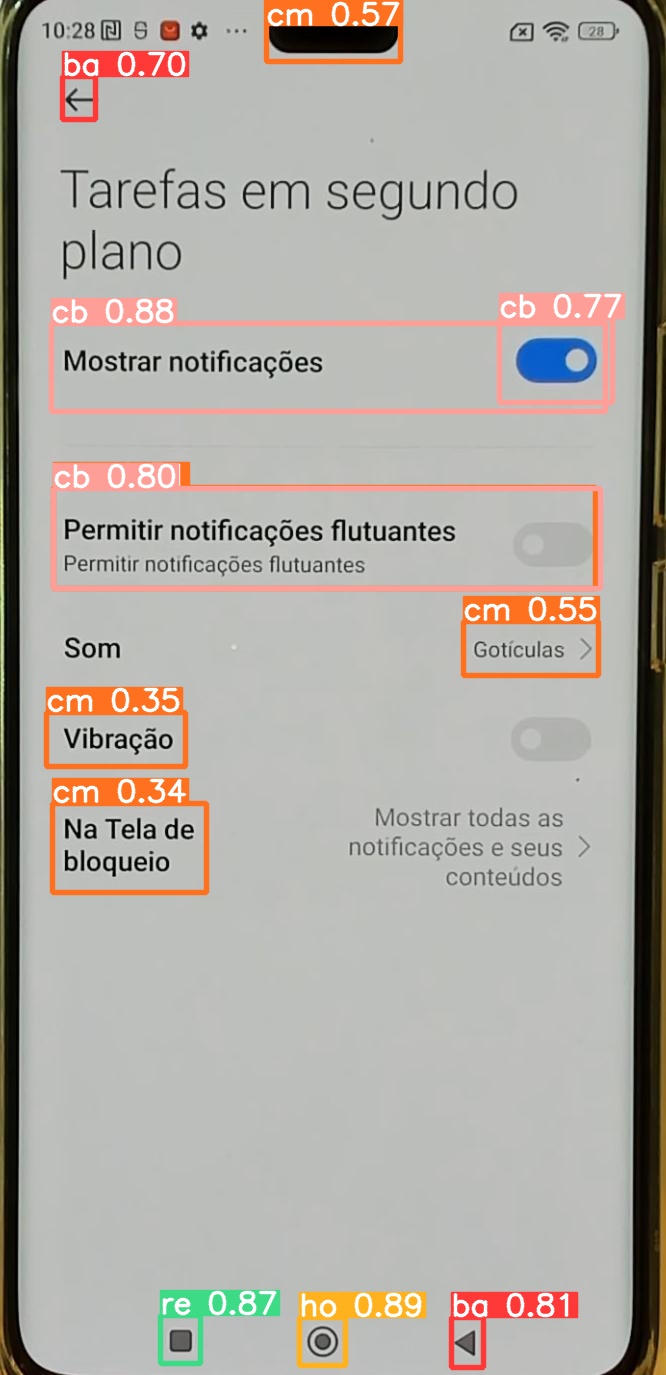 10:28 ... cm 0.57 28
ba 0.70
Tarefas em segundo
plano
cb 0.88 cb 0.77
Mostrar notificações
cb 0.80
Permitir notificações flutuantes
Permitir notificações flutuantes
cm 0.55
Som Gotículas >
cm 0.35
Vibração
cm 0.34
Na Tela de
bloqueio
Mostrar todas as
notificações e seus >
conteúdos
re 0.87 ho 0.89 ba 0.81